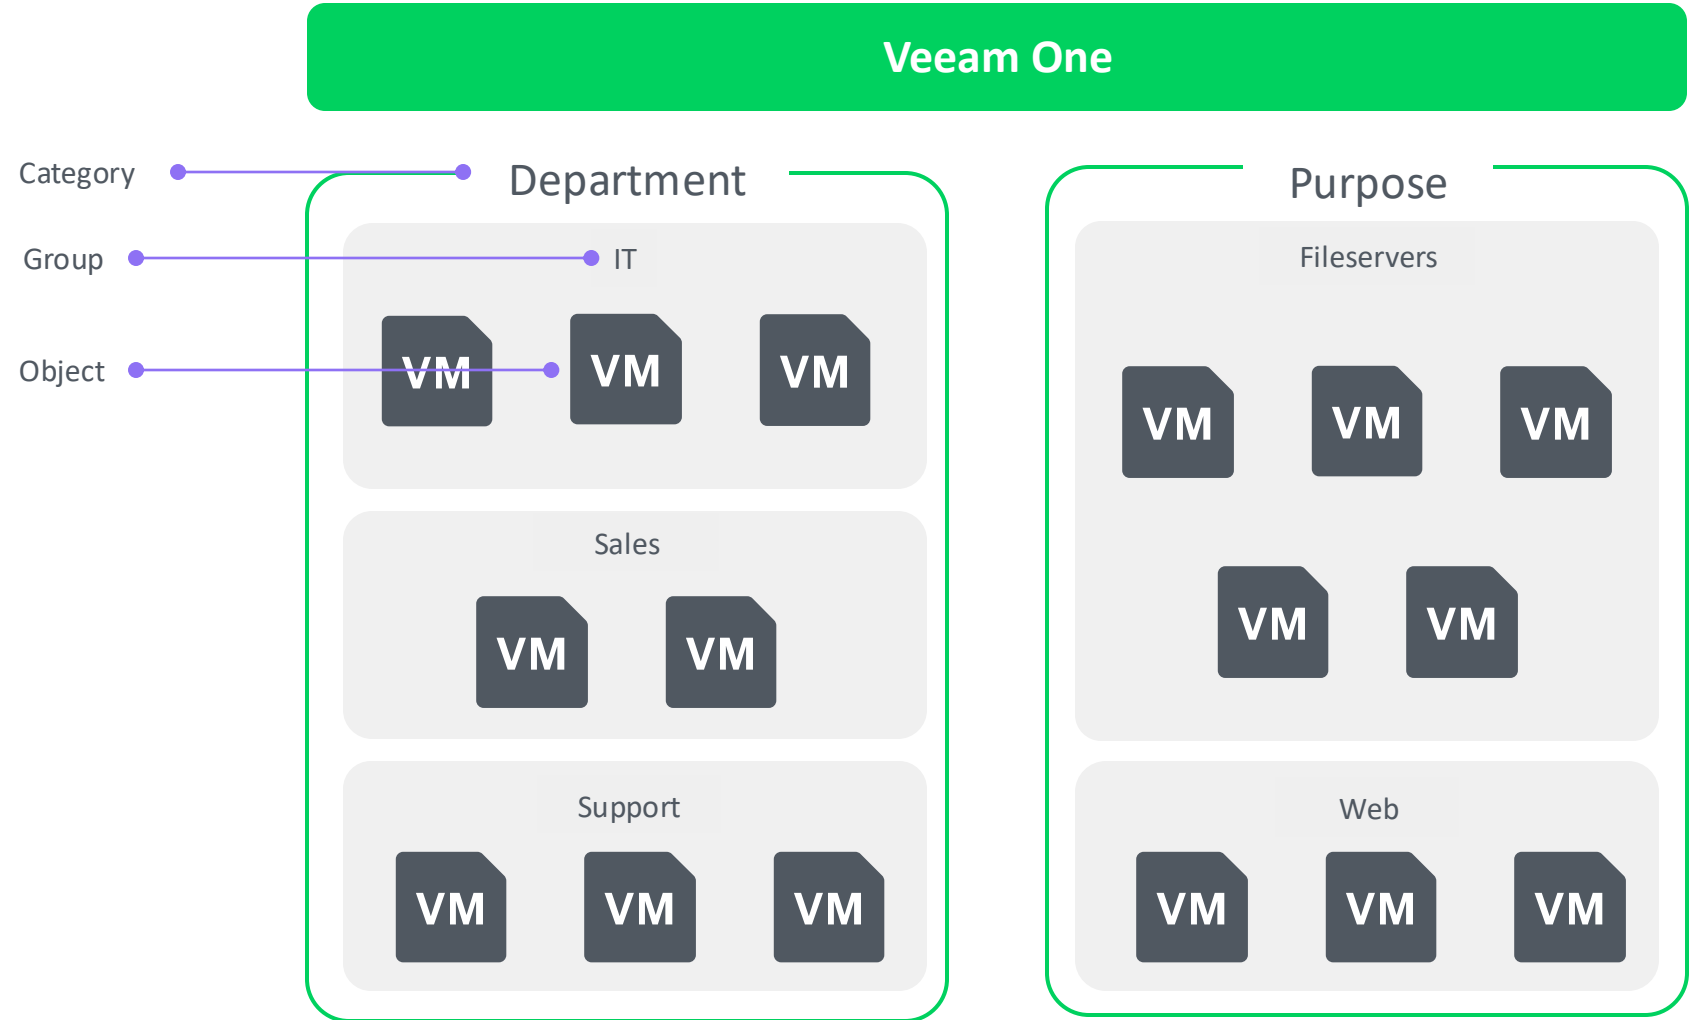 Veeam One
Category
Department
Purpose
Group
IT
Fileservers
Object
VM
VM
VM
VM
VM
VM
Sales
VM
VM
VM
VM
Support
Web
VM
VM
VM
VM
VM
VM